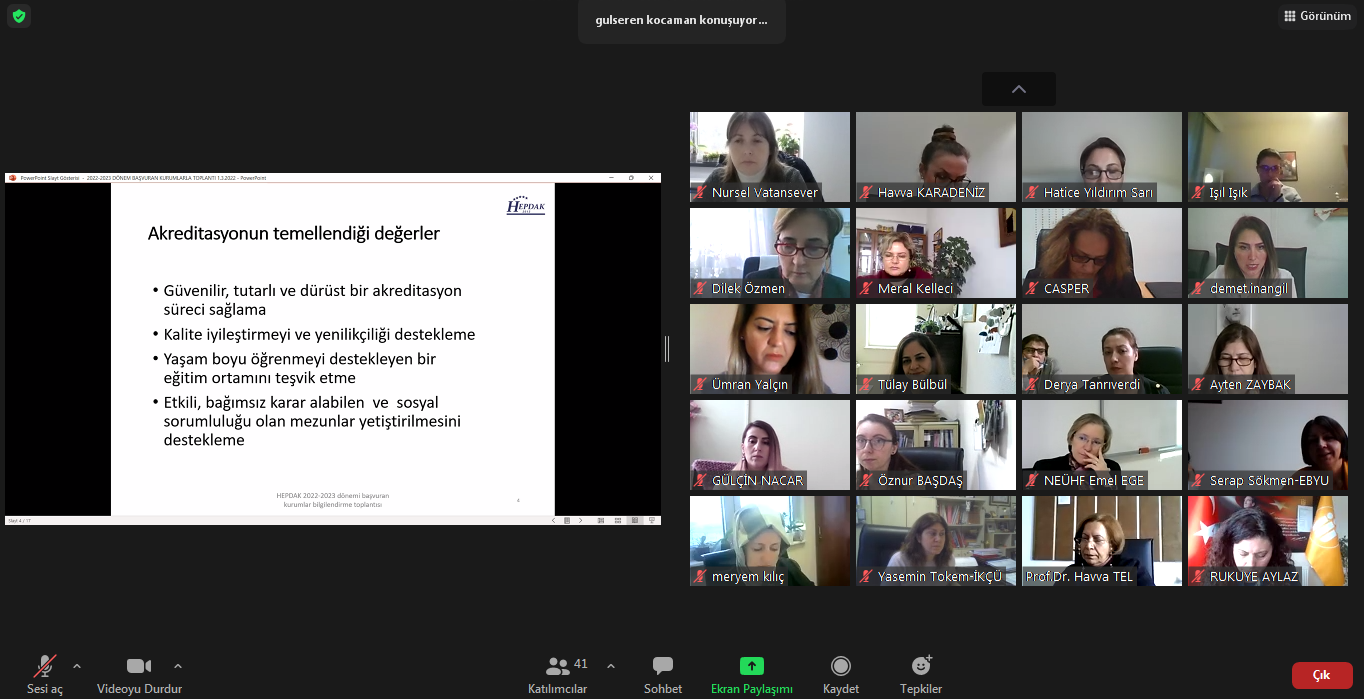 gulseren kocaman konuşuyor...
Görünüm
PowerPoint Slayt Gösterisi - 2022-2023 DÖNEM BAŞVURAN KURUMLARLA TOPLANTI 1.3.2022 - PowerPoint
HEPDAK
Akreditasyonun temellendiği değerler
• Güvenilir, tutarlı ve dürüst bir akreditasyon
süreci sağlama
• Kalite iyileştirmeyi ve yenilikçiliği destekleme
• Yaşam boyu öğrenmeyi destekleyen bir
eğitim ortamını teşvik etme
• Etkili, bağımsız karar alabilen ve sosyal
sorumluluğu olan mezunlar yetiştirilmesini
destekleme
HEPDAK 2022-2023 dönemi başvuran
kurumlar bilgilendirme toplantısı
4
Slayt 4 / 17
Nursel Vatansever
Havva KARADENİZ
Hatice Yıldırım Sarı
Işıl Işık
Dilek Özmen
Meral Kelleci
CASPER
demet.inangil
Ümran Yalçın
Tülay Bülbül
Derya Tanrıverdi
Ayten ZAYBAK
GÜLÇİN NACAR
Öznur BAŞDAŞ
NEÜHF Emel EGE
Serap Sökmen-EBYU
meryem kılıç
Yasemin Tokem-İKÇÜ
Prof.Dr. Havva TEL
RUKUYE AYLAZ
Sesi aç
Videoyu Durdur
41
Katılımcılar
Sohbet
Ekran Paylaşımı
Kaydet
Tepkiler
Çık